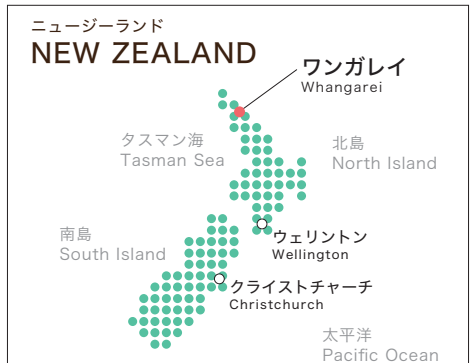 ニュージーランド
NEW ZEALAND
ワンガレイ
Whangarei
タスマン海
Tasman Sea
北島
North Island
南島
South Island
ウェリントン
Wellington
クライストチャーチ
Christchurch
太平洋
Pacific Ocean